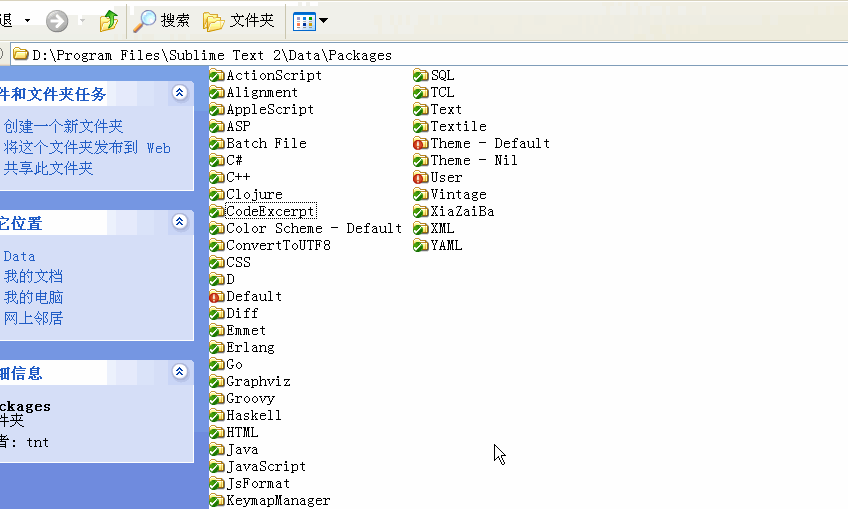 退 搜索 文件夹
D:\Program Files\Sublime Text 2\Data\Packages
件和文件夹任务
创建一个新文件夹
将这个文件夹发布到 Web
共享此文件夹
它位置
Data
我的文档
我的电脑
网上邻居
细信息
ckages
件夹
者: tnt
ActionScript
Alignment
AppleScript
ASP
Batch File
C#
C++
Clojure
CodeExcerpt
Color Scheme - Default
ConvertToUTF8
CSS
D
Default
Diff
Emmet
Erlang
Go
Graphviz
Groovy
Haskell
HTML
Java
JavaScript
JsFormat
KeymapManager
SQL
TCL
Text
Textile
Theme - Default
Theme - Nil
User
Vintage
XiaZaiBa
XML
YAML